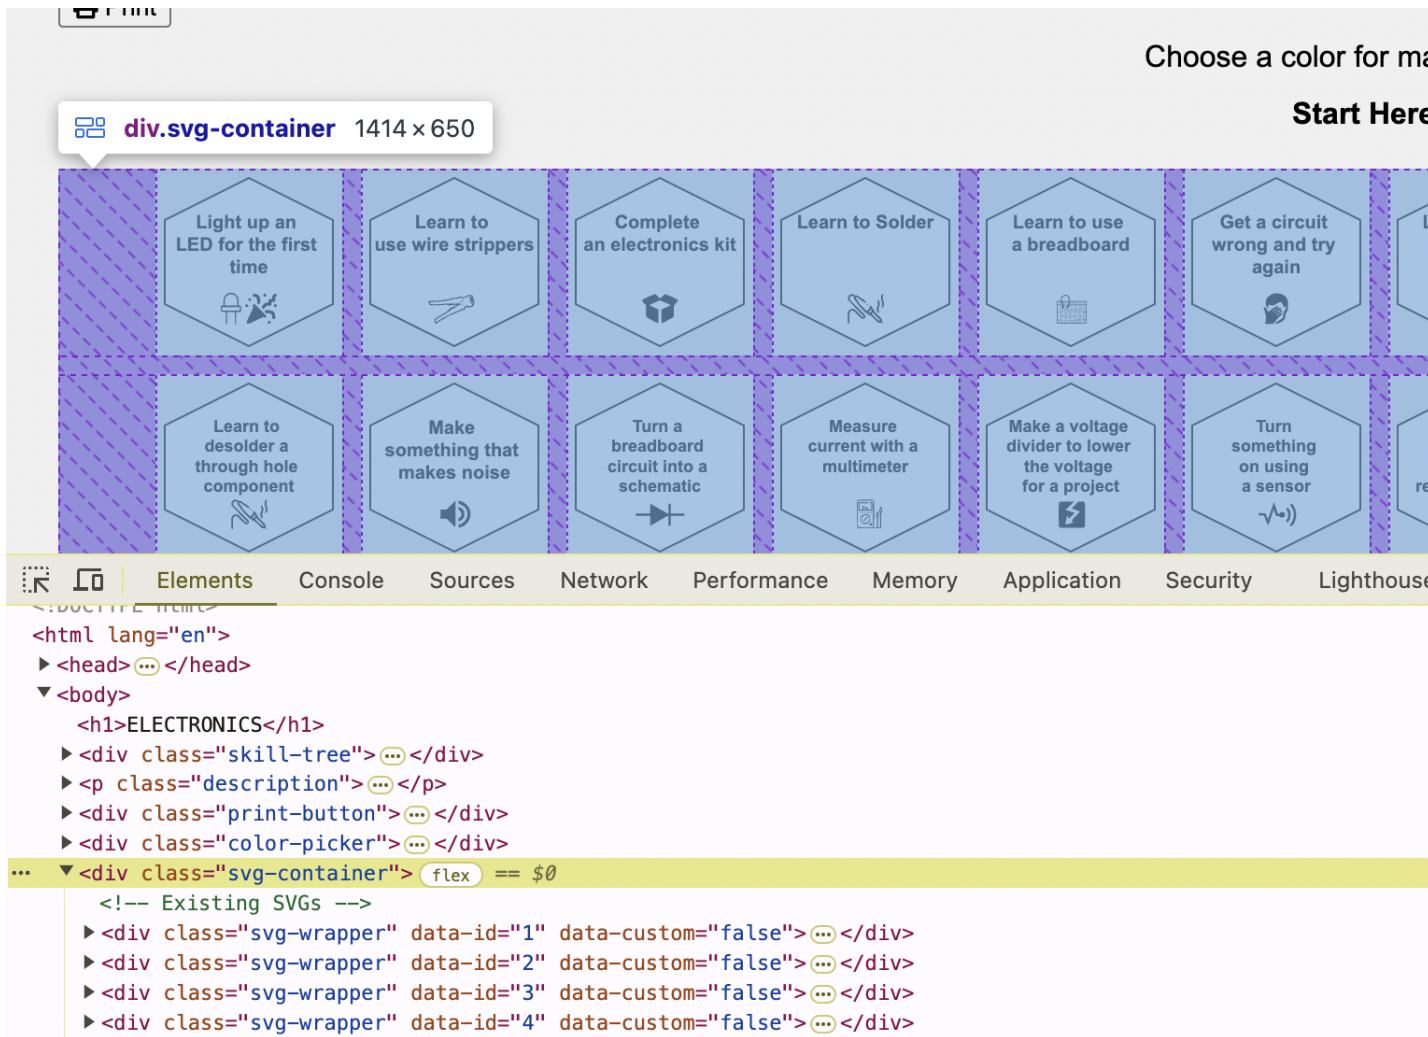 Print
Choose a color for ma
Start Here
div.svg-container 1414 × 650
Light up an
LED for the first
time
Learn to
use wire strippers
Complete
an electronics kit
Learn to Solder
Learn to use
a breadboard
Get a circuit
wrong and try
again
L
Learn to
desolder a
through hole
component
Make
something that
makes noise
Turn a
breadboard
circuit into a
schematic
Measure
current with a
multimeter
Make a voltage
divider to lower
the voltage
for a project
Turn
something
on using
a sensor
re
Elements Console Sources Network Performance Memory Application Security Lighthouse
<!DOCTYPE html>
<html lang="en">
<head>…</head>
<body>
<h1>ELECTRONICS</h1>
<div class="skill-tree">…</div>
<p class="description">…</p>
<div class="print-button">…</div>
<div class="color-picker">…</div>
… <div class="svg-container"> flex == $0
<!-- Existing SVGs -->
<div class="svg-wrapper" data-id="1" data-custom="false">…</div>
<div class="svg-wrapper" data-id="2" data-custom="false">…</div>
<div class="svg-wrapper" data-id="3" data-custom="false">…</div>
<div class="svg-wrapper" data-id="4" data-custom="false">…</div>